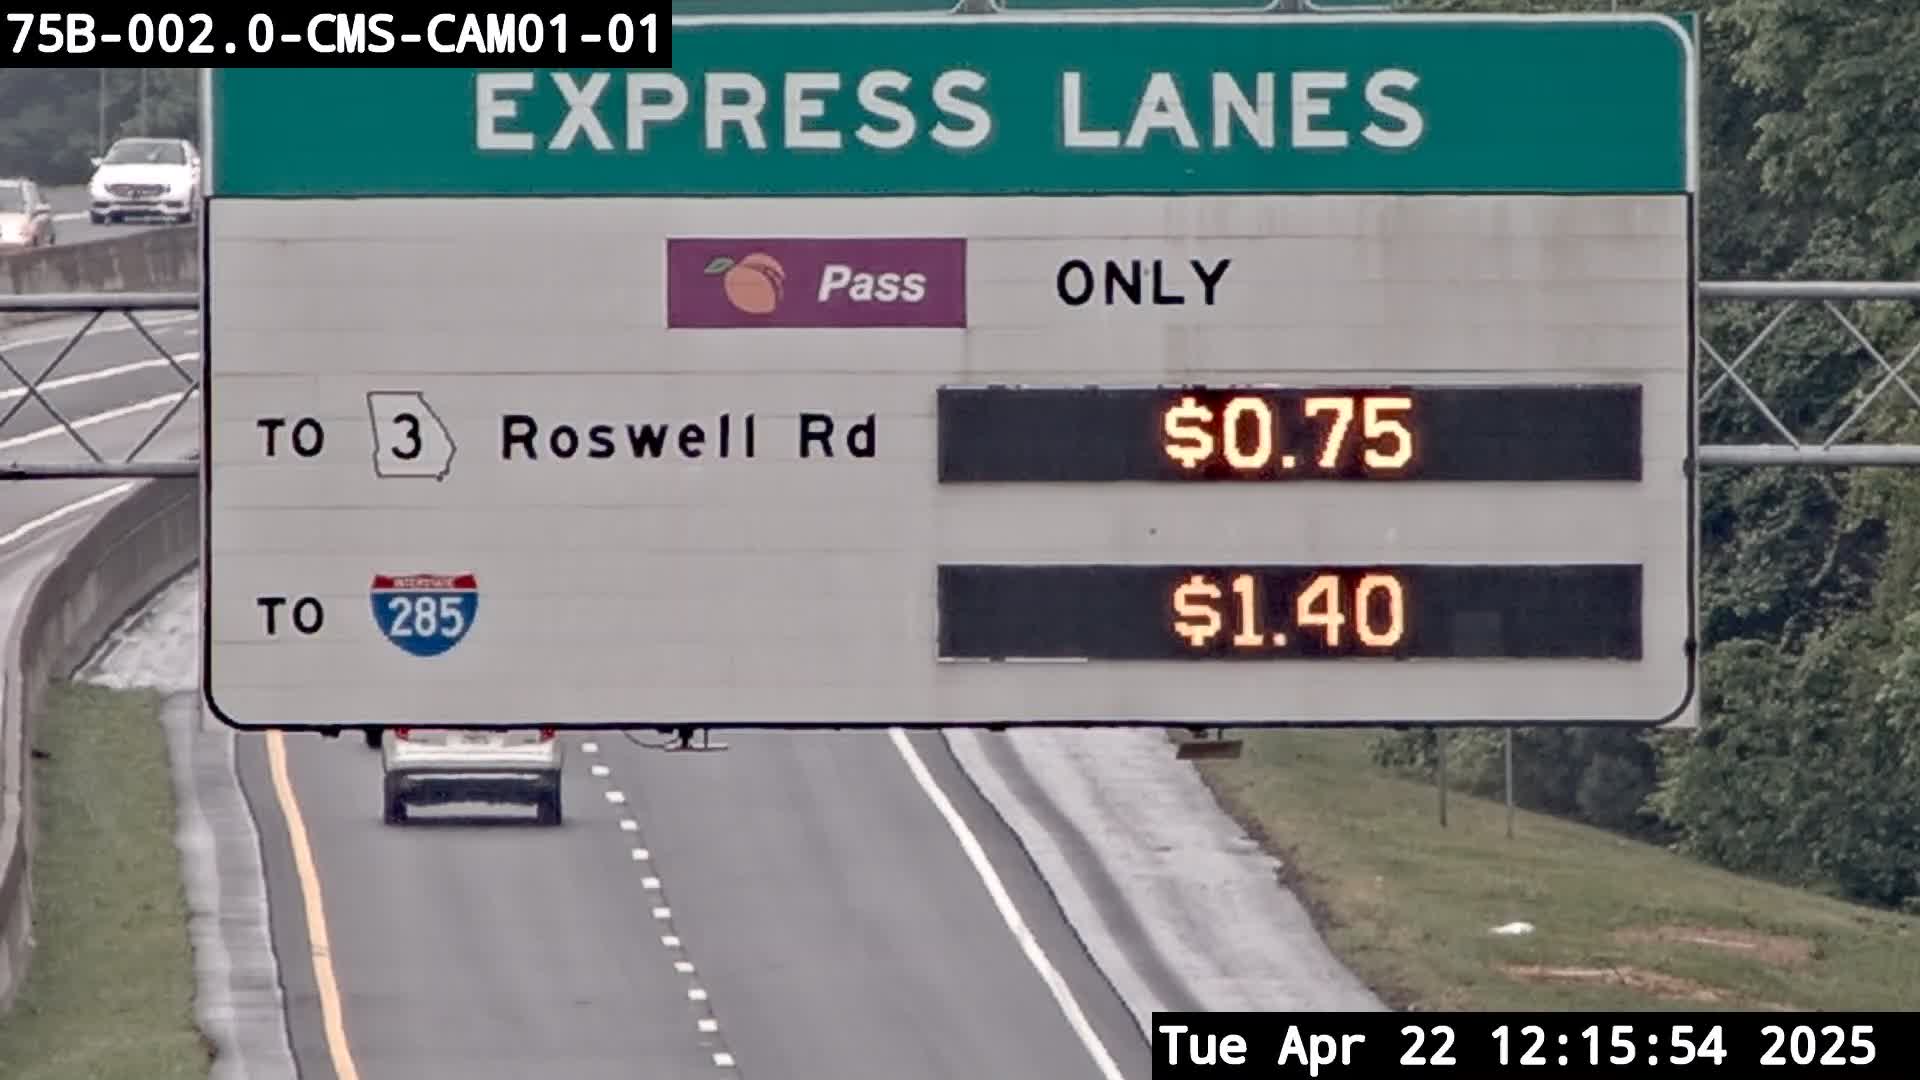 75B-002.0-CMS-CAM01-01
EXPRESS LANES
Pass ONLY
TO 3 Roswell Rd $0.75
INTERSTATE
TO 285 $1.40
Tue Apr 22 12:15:54 2025